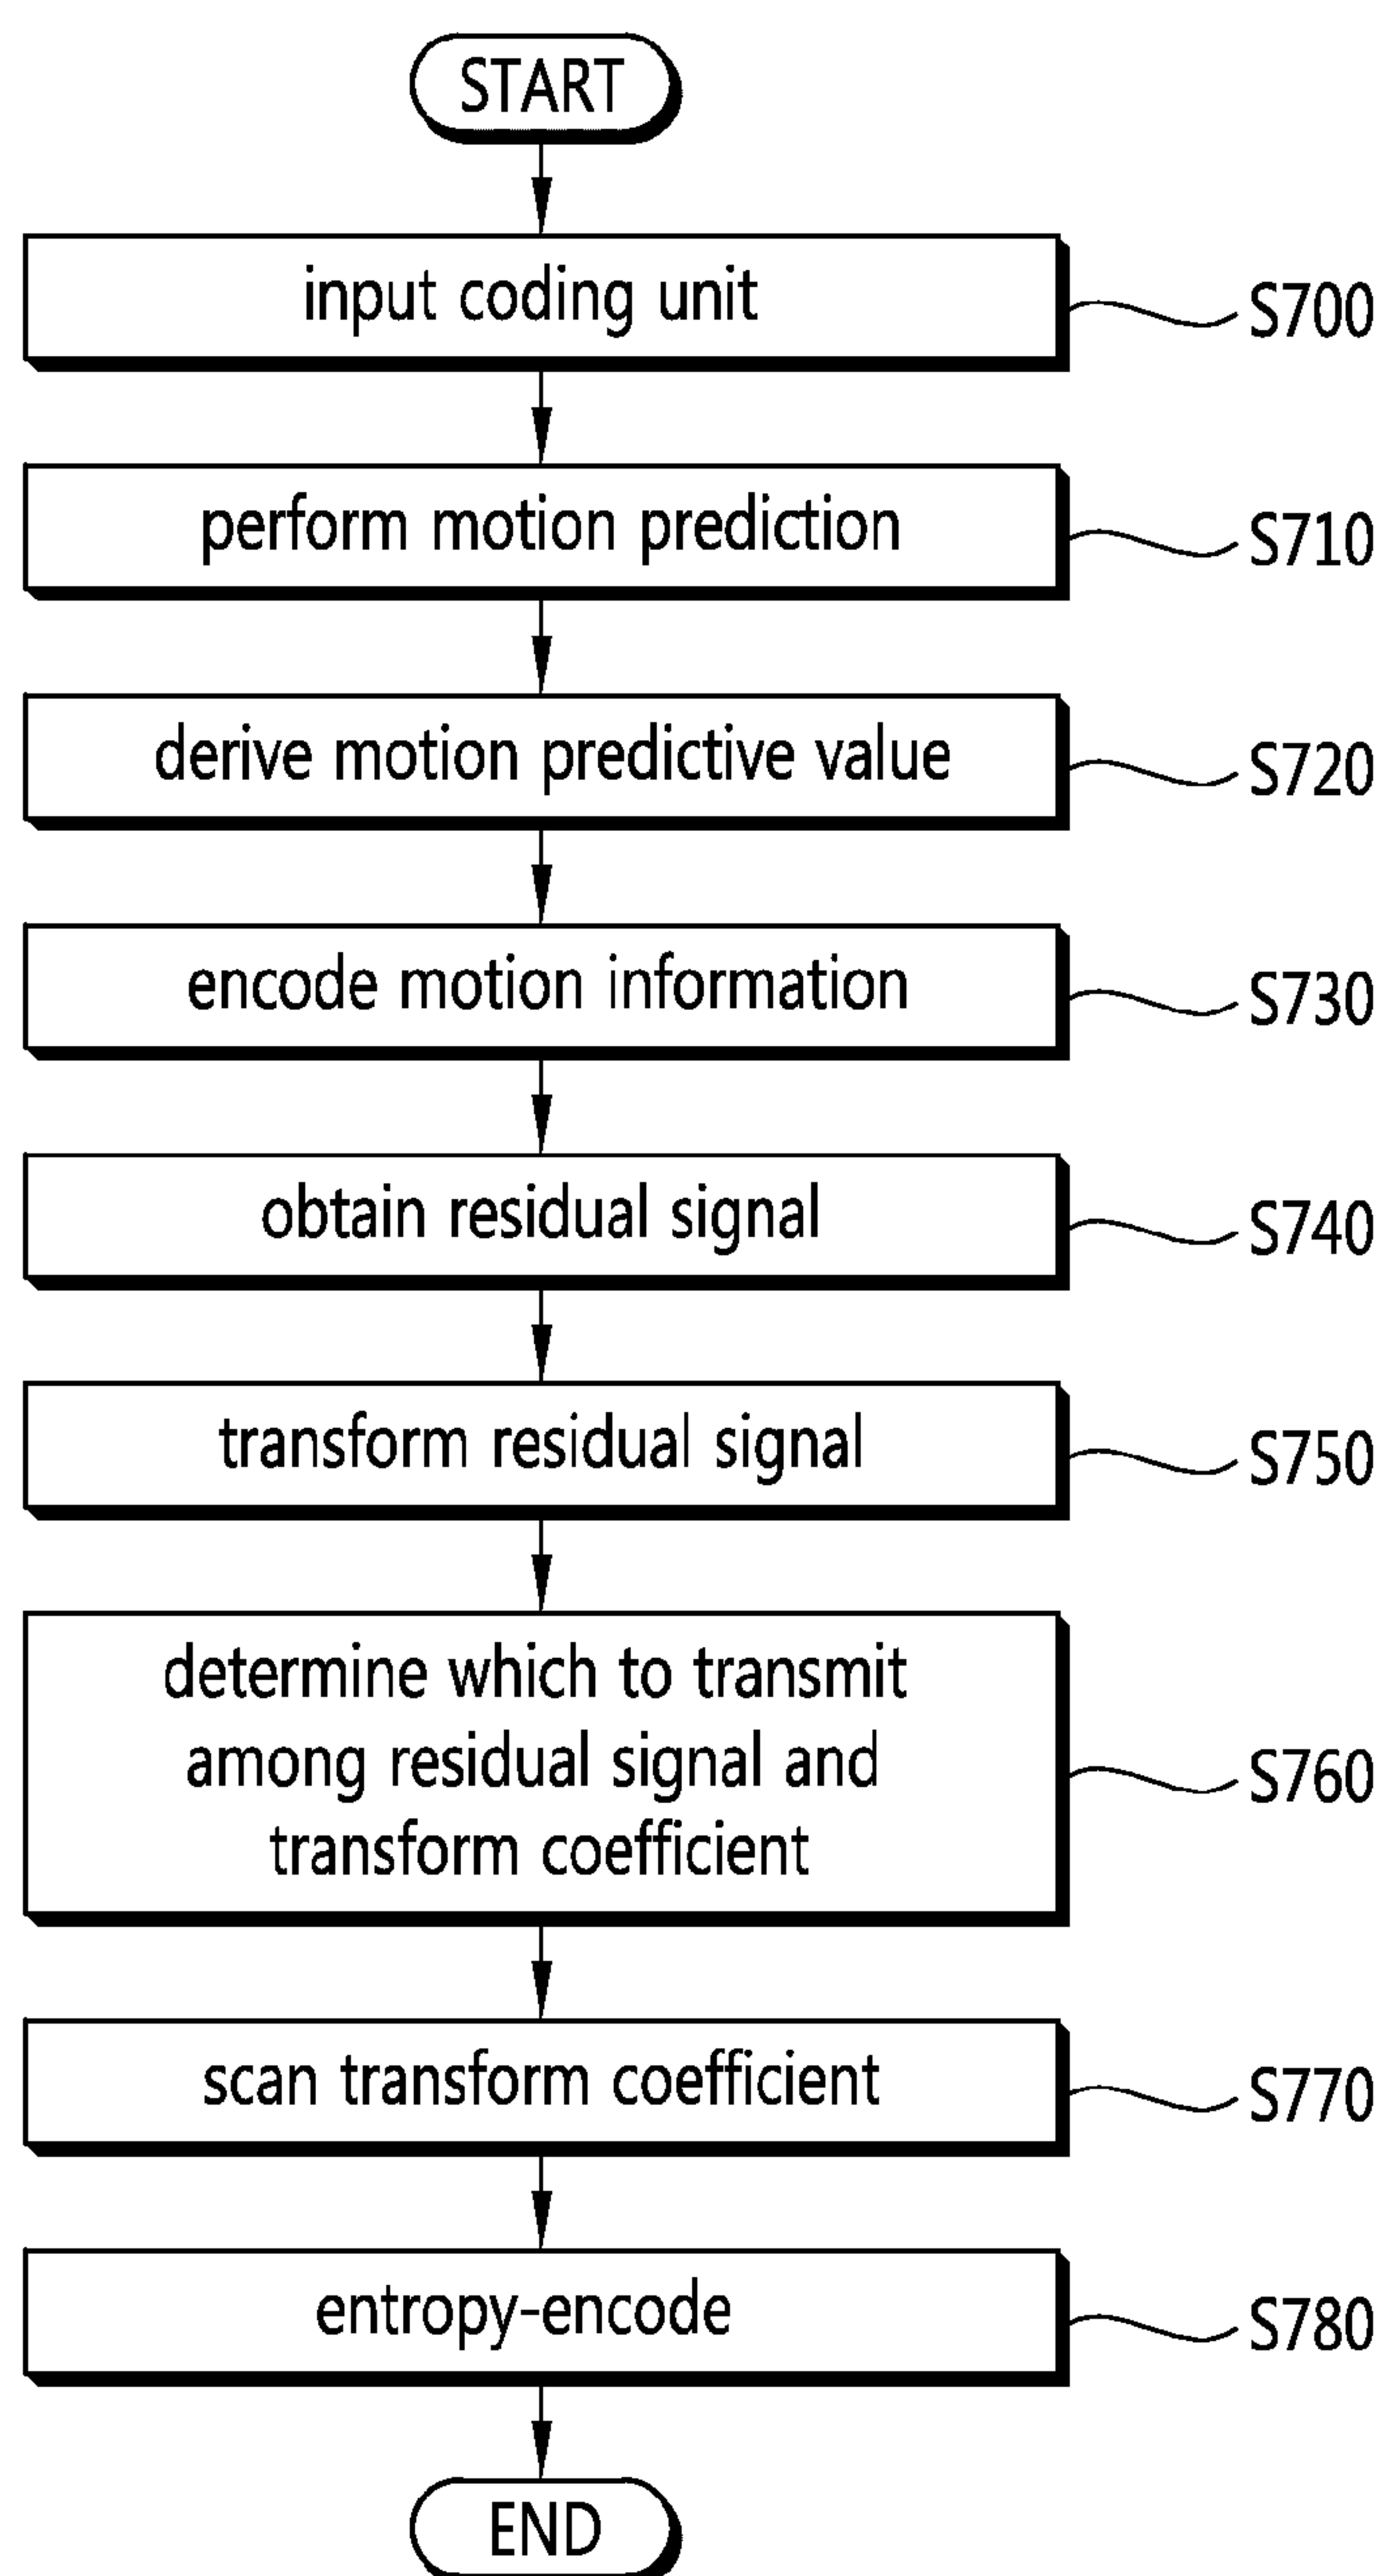 START
input coding unit
S700
perform motion prediction
S710
derive motion predictive value
S720
encode motion information
S730
obtain residual signal
S740
transform residual signal
S750
determine which to transmit
among residual signal and
transform coefficient
S760
scan transform coefficient
S770
entropy-encode
S780
END